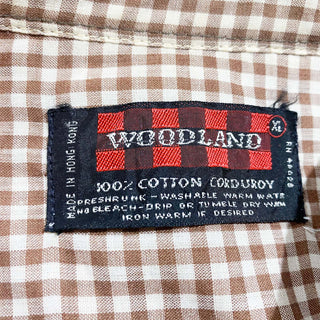 XL
WOODLAND
MADE IN HONG KONG
100% COTTON CORDUROY
PRESHRUNK - WASHABLE WARM WATER
NO BLEACH - DRIP OR TUMBLE DRY WARM
IRON WARM IF DESIRED.